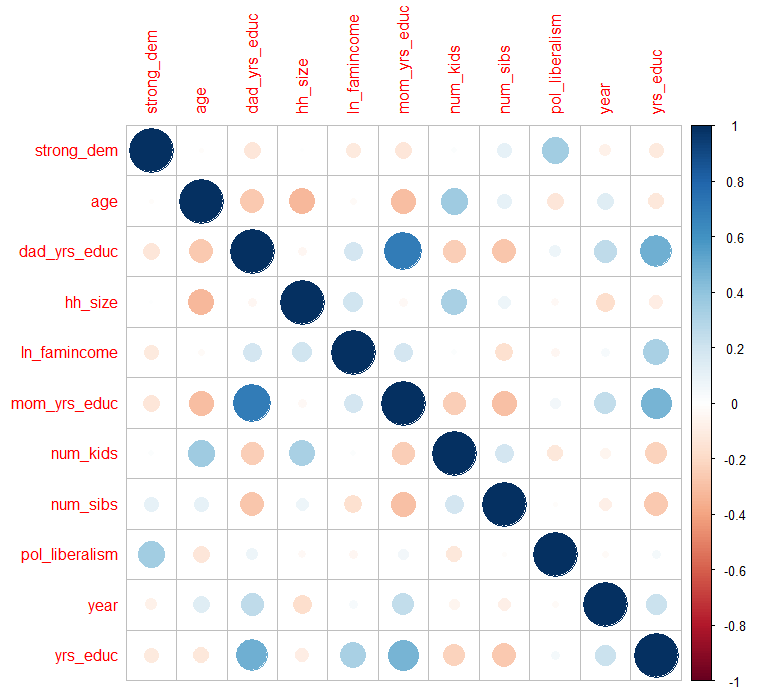 strong_dem
age
dad_yrs_educ
hh_size
ln_famincome
mom_yrs_educ
num_kids
num_sibs
pol_liberalism
year
yrs_educ
strong_dem
age
dad_yrs_educ
hh_size
ln_famincome
mom_yrs_educ
num_kids
num_sibs
pol_liberalism
year
yrs_educ
1
0.8
0.6
0.4
0.2
0
-0.2
-0.4
-0.6
-0.8
-1